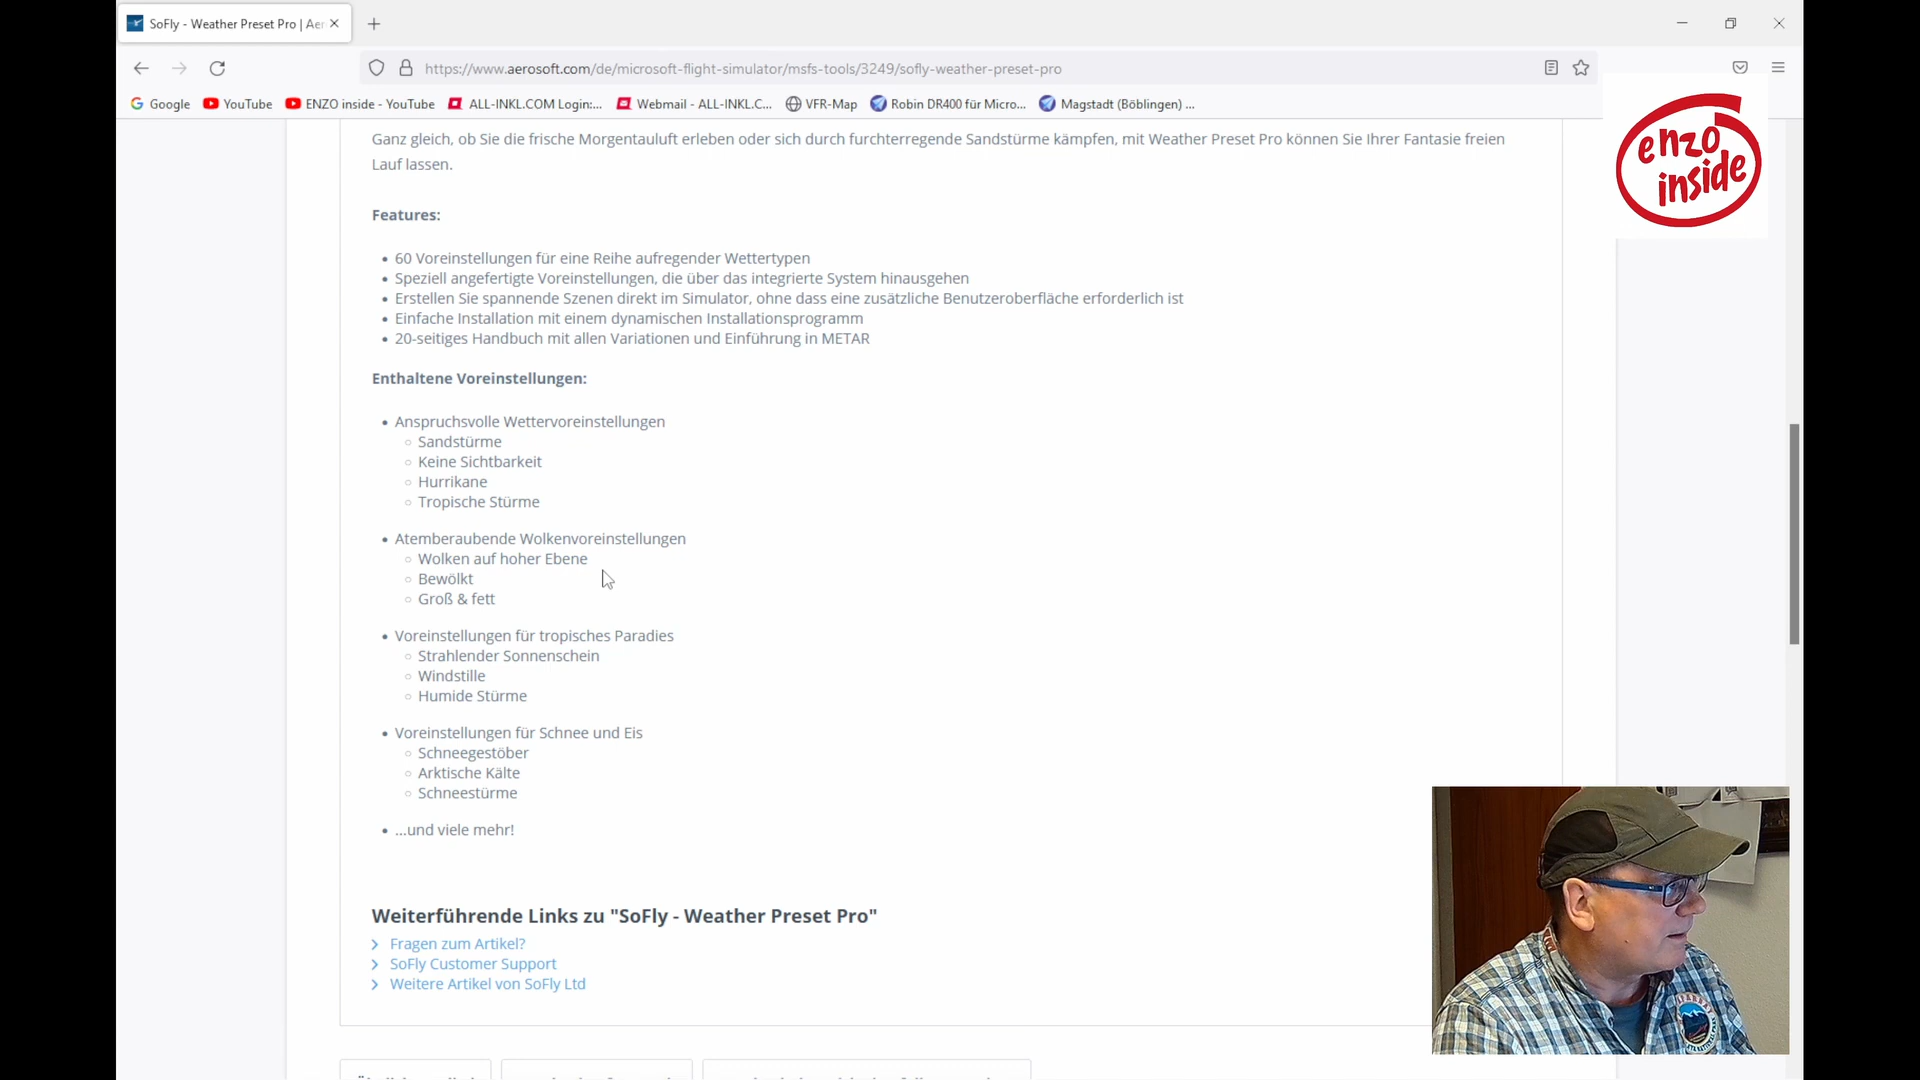 SoFly - Weather Preset Pro | Aer
https://www.aerosoft.com/de/microsoft-flight-simulator/msfs-tools/3249/sofly-weather-preset-pro
Google YouTube ENZO inside - YouTube ALL-INKL.COM Login:... Webmail - ALL-INKL.C... VFR-Map Robin DR400 für Micro... Magstadt (Böblingen) ...
enzo
inside
Ganz gleich, ob Sie die frische Morgentauluft erleben oder sich durch furchterregende Sandstürme kämpfen, mit Weather Preset Pro können Sie Ihrer Fantasie freien
Lauf lassen.
Features:
60 Voreinstellungen für eine Reihe aufregender Wettertypen
Speziell angefertigte Voreinstellungen, die über das integrierte System hinausgehen
Erstellen Sie spannende Szenen direkt im Simulator, ohne dass eine zusätzliche Benutzeroberfläche erforderlich ist
Einfache Installation mit einem dynamischen Installationsprogramm
20-seitiges Handbuch mit allen Variationen und Einführung in METAR
Enthaltene Voreinstellungen:
Anspruchsvolle Wettervoreinstellungen
Sandstürme
Keine Sichtbarkeit
Hurrikane
Tropische Stürme
Atemberaubende Wolkenvoreinstellungen
Wolken auf hoher Ebene
Bewölkt
Groß & fett
Voreinstellungen für tropisches Paradies
Strahlender Sonnenschein
Windstille
Humide Stürme
Voreinstellungen für Schnee und Eis
Schneegestöber
Arktische Kälte
Schneestürme
...und viele mehr!
Weiterführende Links zu "SoFly - Weather Preset Pro"
Fragen zum Artikel?
SoFly Customer Support
Weitere Artikel von SoFly Ltd